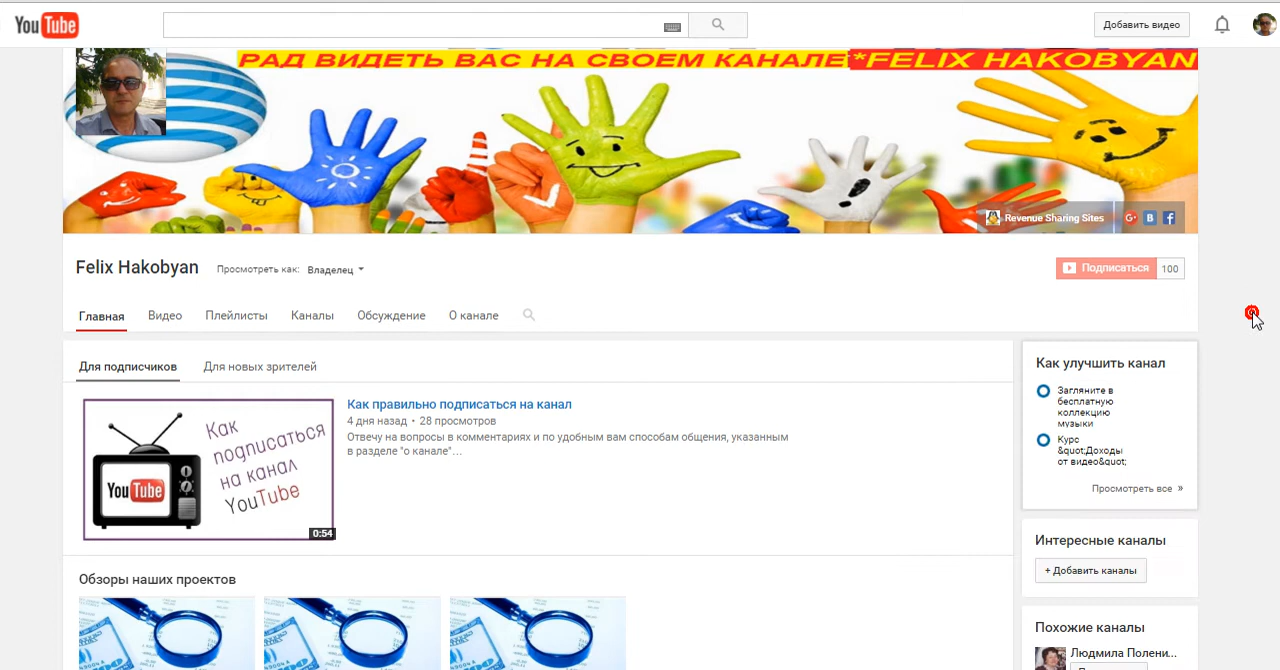 YouTube
Добавить видео
РАД ВИДЕТЬ ВАС НА СВОЕМ КАНАЛЕ*FELIX HAKOBYAN
Revenue Sharing Sites
G+ B f
Felix Hakobyan
Просмотреть как: Владелец
Подписаться 100
Главная Видео Плейлисты Каналы Обсуждение О канале
Для подписчиков Для новых зрителей
Как
подписаться
на канал
YouTube
YouTube
0:54
Как правильно подписаться на канал
4 дня назад • 28 просмотров
Отвечу на вопросы в комментариях и по удобным вам способам общения, указанным
в разделе "о канале"...
Обзоры наших проектов
Как улучшить канал
Загляните в
бесплатную
коллекцию
музыки
Курс
&quot;Доходы
от видео&quot;
Просмотреть все »
Интересные каналы
+ Добавить каналы
Похожие каналы
Людмила Полени...